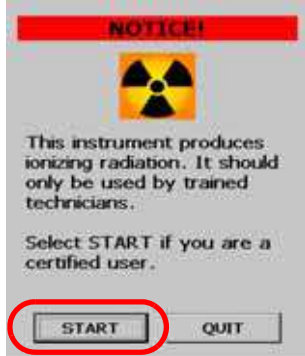 NOTICE!
This instrument produces
ionizing radiation. It should
only be used by trained
technicians.
Select START if you are a
certified user.
START QUIT